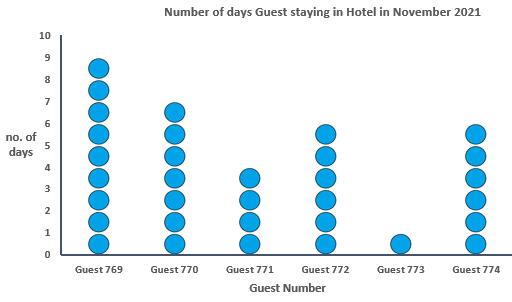 Number of days Guest staying in Hotel in November 2021
10
9
8
7
6
5
4
3
2
1
0
no. of
days
Guest 769 Guest 770 Guest 771 Guest 772 Guest 773 Guest 774
Guest Number